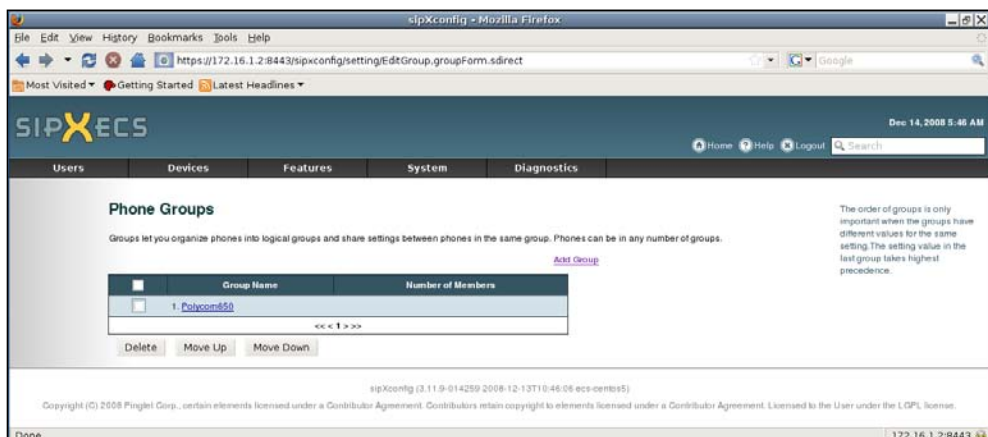 sipXconfig - Mozilla Firefox
File Edit View History Bookmarks Tools Help
https://172.16.1.2:8443/sipxconfig/setting/EditGroup,groupForm.sdirect
Google
Most Visited Getting Started Latest Headlines
SIPXECS
Dec 14, 2008 5:46 AM
Home Help Logout Search
Users Devices Features System Diagnostics
Phone Groups
Groups let you organize phones into logical groups and share settings between phones in the same group. Phones can be in any number of groups.
Add Group
Group Name Number of Members
1. Polycom650
<< < 1 > >>
Delete Move Up Move Down
The order of groups is only
important when the groups have
different values for the same
setting.The setting value in the
last group takes highest
precedence.
sipXconfig (3.11.9-014259 2008-12-13T10:46:06 ecs-centos5)
Copyright (C) 2008 Pingtel Corp., certain elements licensed under a Contributor Agreement. Contributors retain copyright to elements licensed under a Contributor Agreement. Licensed to the User under the LGPL license.
Done
172.16.1.2:8443